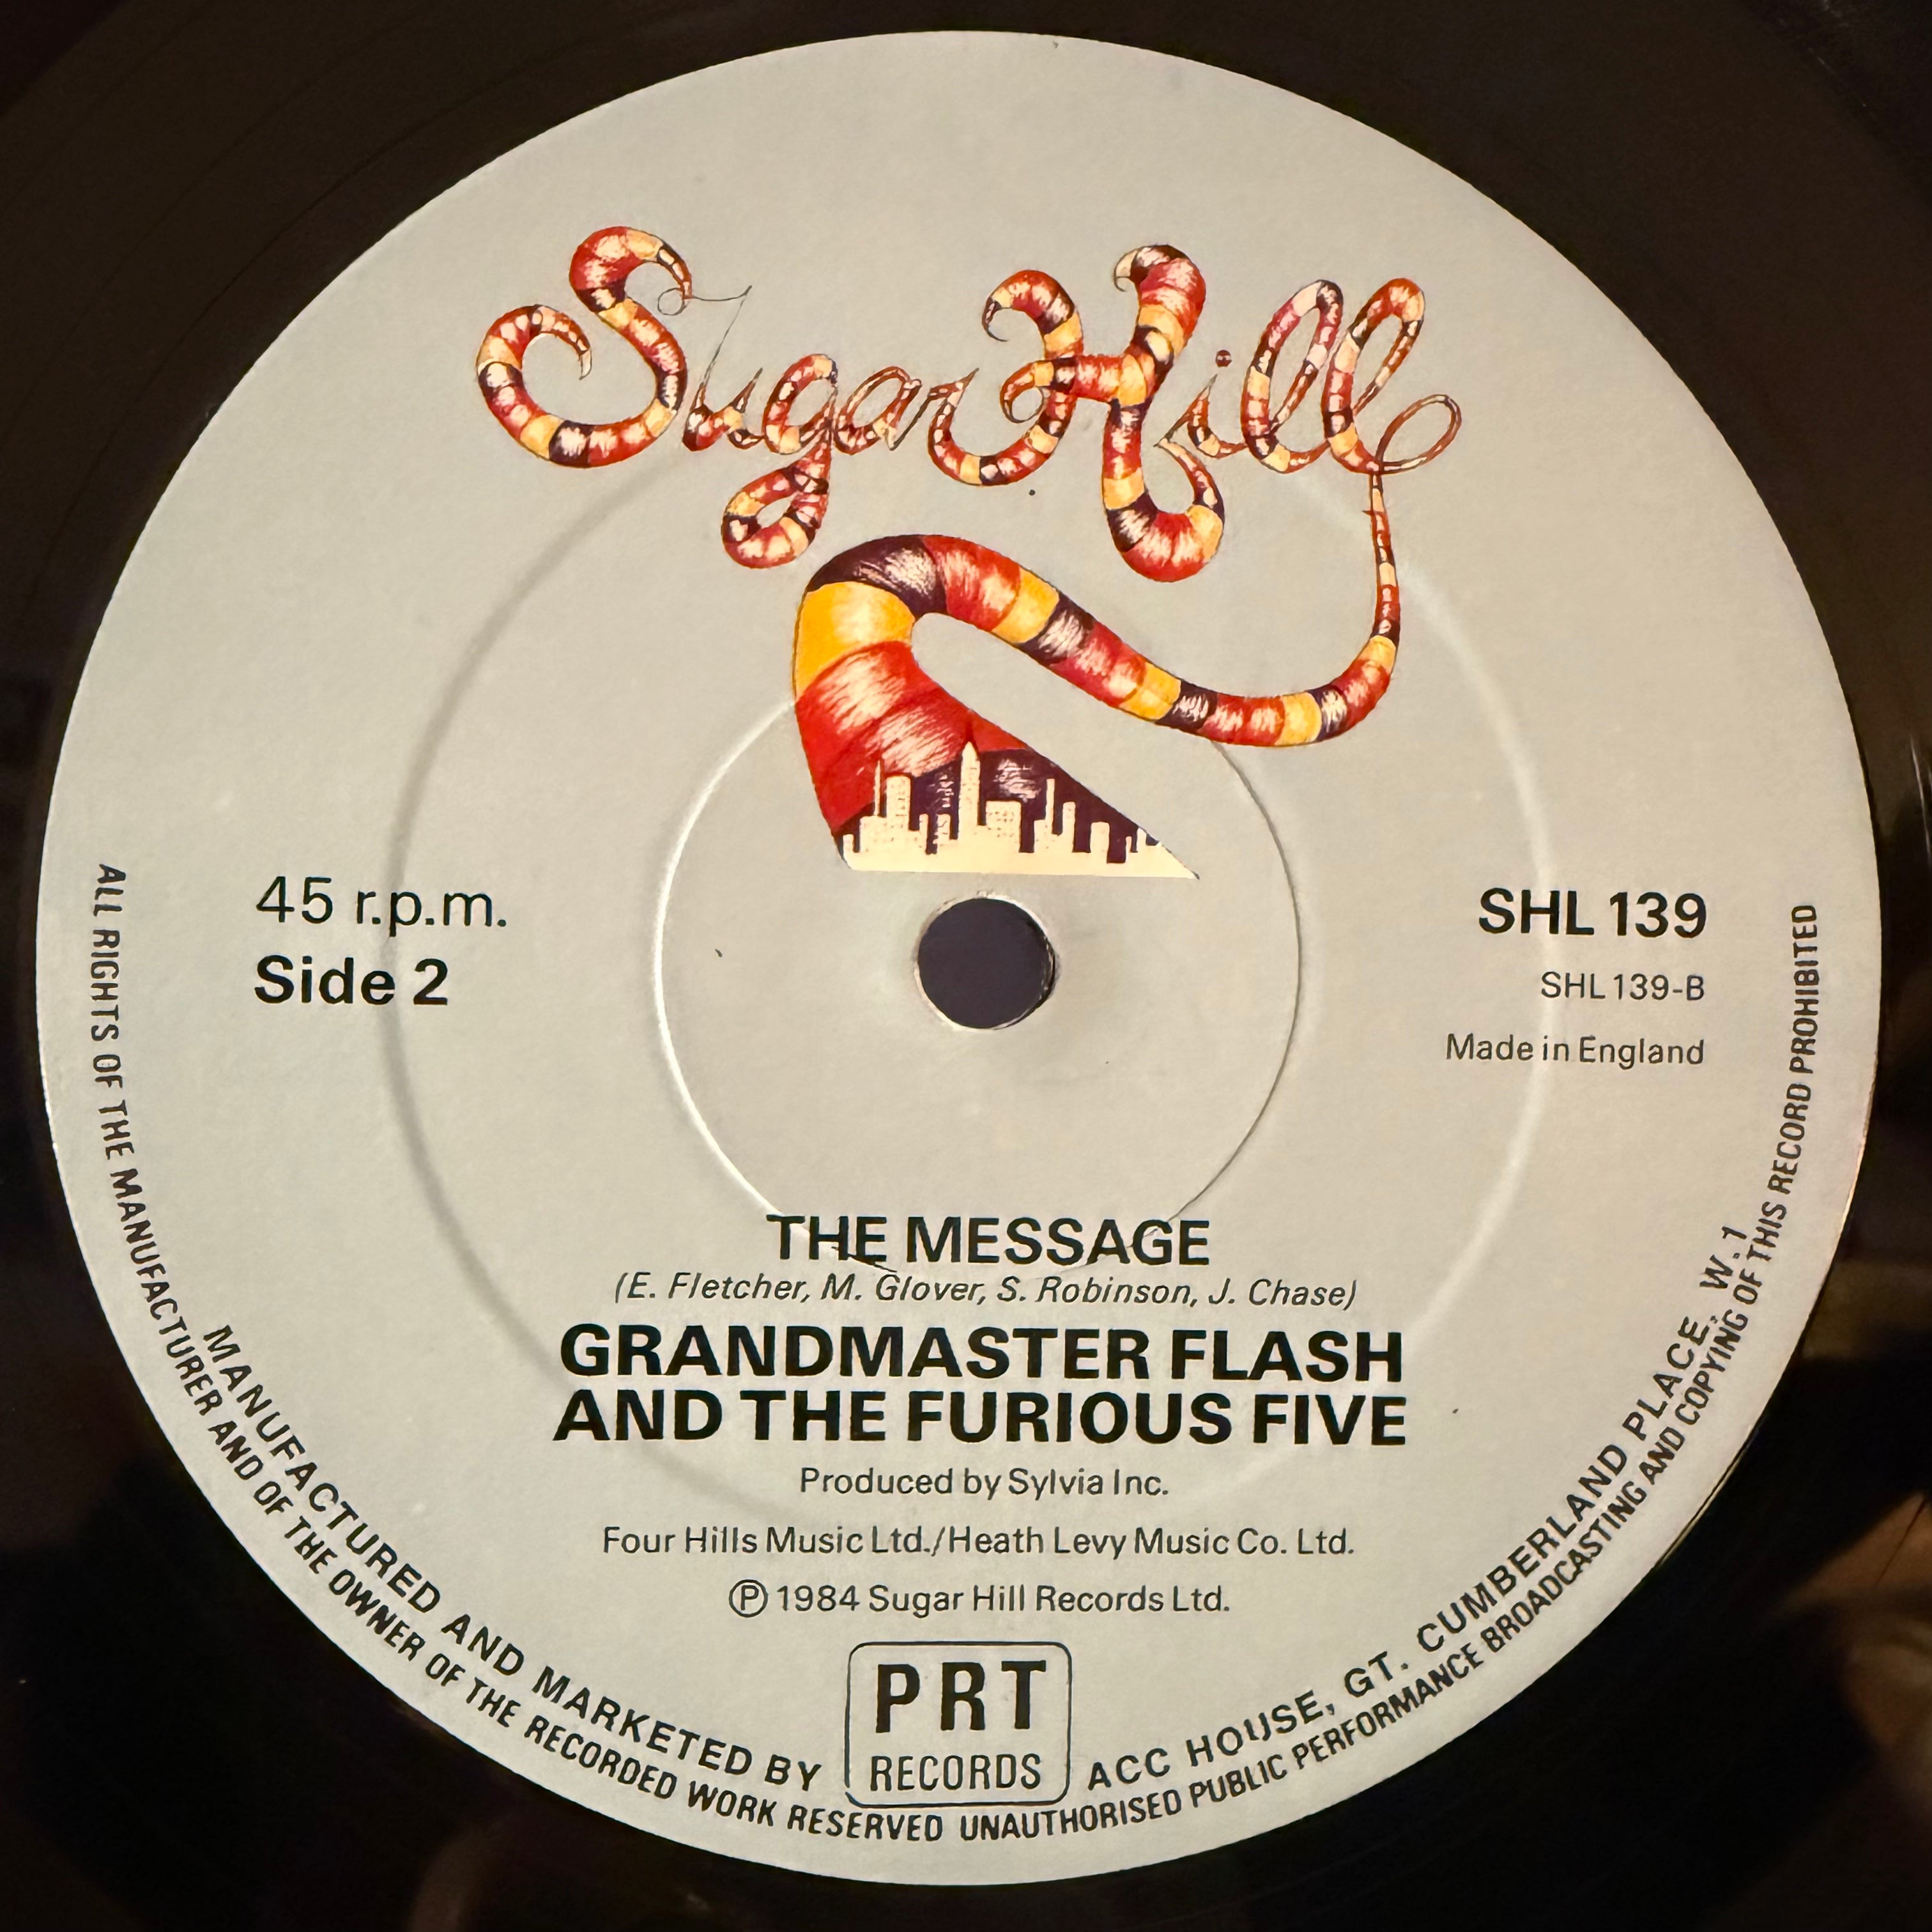 Sugar Hill
45 r.p.m.
Side 2
SHL 139
SHL 139-B
Made in England
THE MESSAGE
(E. Fletcher, M. Glover, S. Robinson, J. Chase)
GRANDMASTER FLASH
AND THE FURIOUS FIVE
Produced by Sylvia Inc.
Four Hills Music Ltd./Heath Levy Music Co. Ltd.
Ⓟ 1984 Sugar Hill Records Ltd.
PRT
RECORDS
MANUFACTURED AND MARKETED BY
ACC HOUSE, GT. CUMBERLAND PLACE, W.1
ALL RIGHTS OF THE MANUFACTURER AND OF THE OWNER OF THE RECORDED WORK RESERVED UNAUTHORISED PUBLIC PERFORMANCE BROADCASTING AND COPYING OF THIS RECORD PROHIBITED